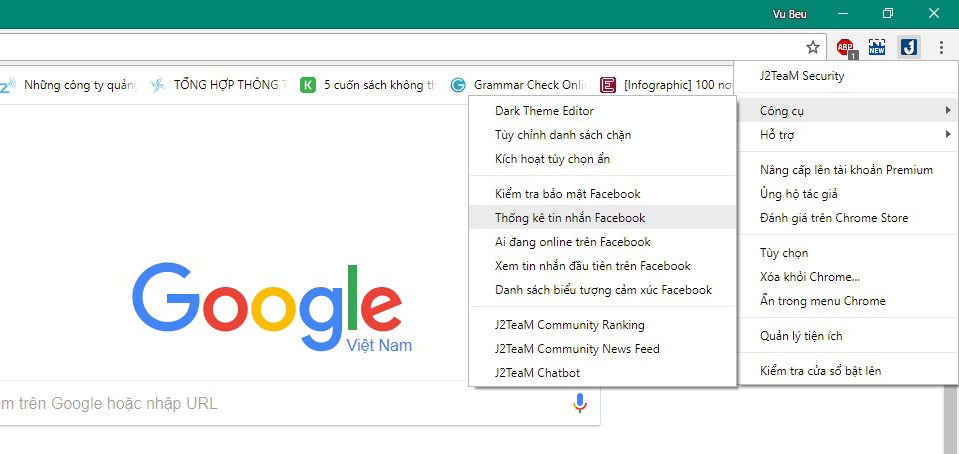 Vu Beu
ABP
1
NEW
J
Những công ty quảng
TỔNG HỢP THÔNG T
K
5 cuốn sách không th
G
Grammar Check Onli
[Infographic] 100 nơ
J2TeaM Security
Công cụ
Hỗ trợ
Nâng cấp lên tài khoản Premium
Ủng hộ tác giả
Đánh giá trên Chrome Store
Tùy chọn
Xóa khỏi Chrome...
Ẩn trong menu Chrome
Quản lý tiện ích
Kiểm tra cửa sổ bật lên
Dark Theme Editor
Tùy chỉnh danh sách chặn
Kích hoạt tùy chọn ẩn
Kiểm tra bảo mật Facebook
Thống kê tin nhắn Facebook
Ai đang online trên Facebook
Xem tin nhắn đầu tiên trên Facebook
Danh sách biểu tượng cảm xúc Facebook
J2TeaM Community Ranking
J2TeaM Community News Feed
J2TeaM Chatbot
Google
Việt Nam
m trên Google hoặc nhập URL